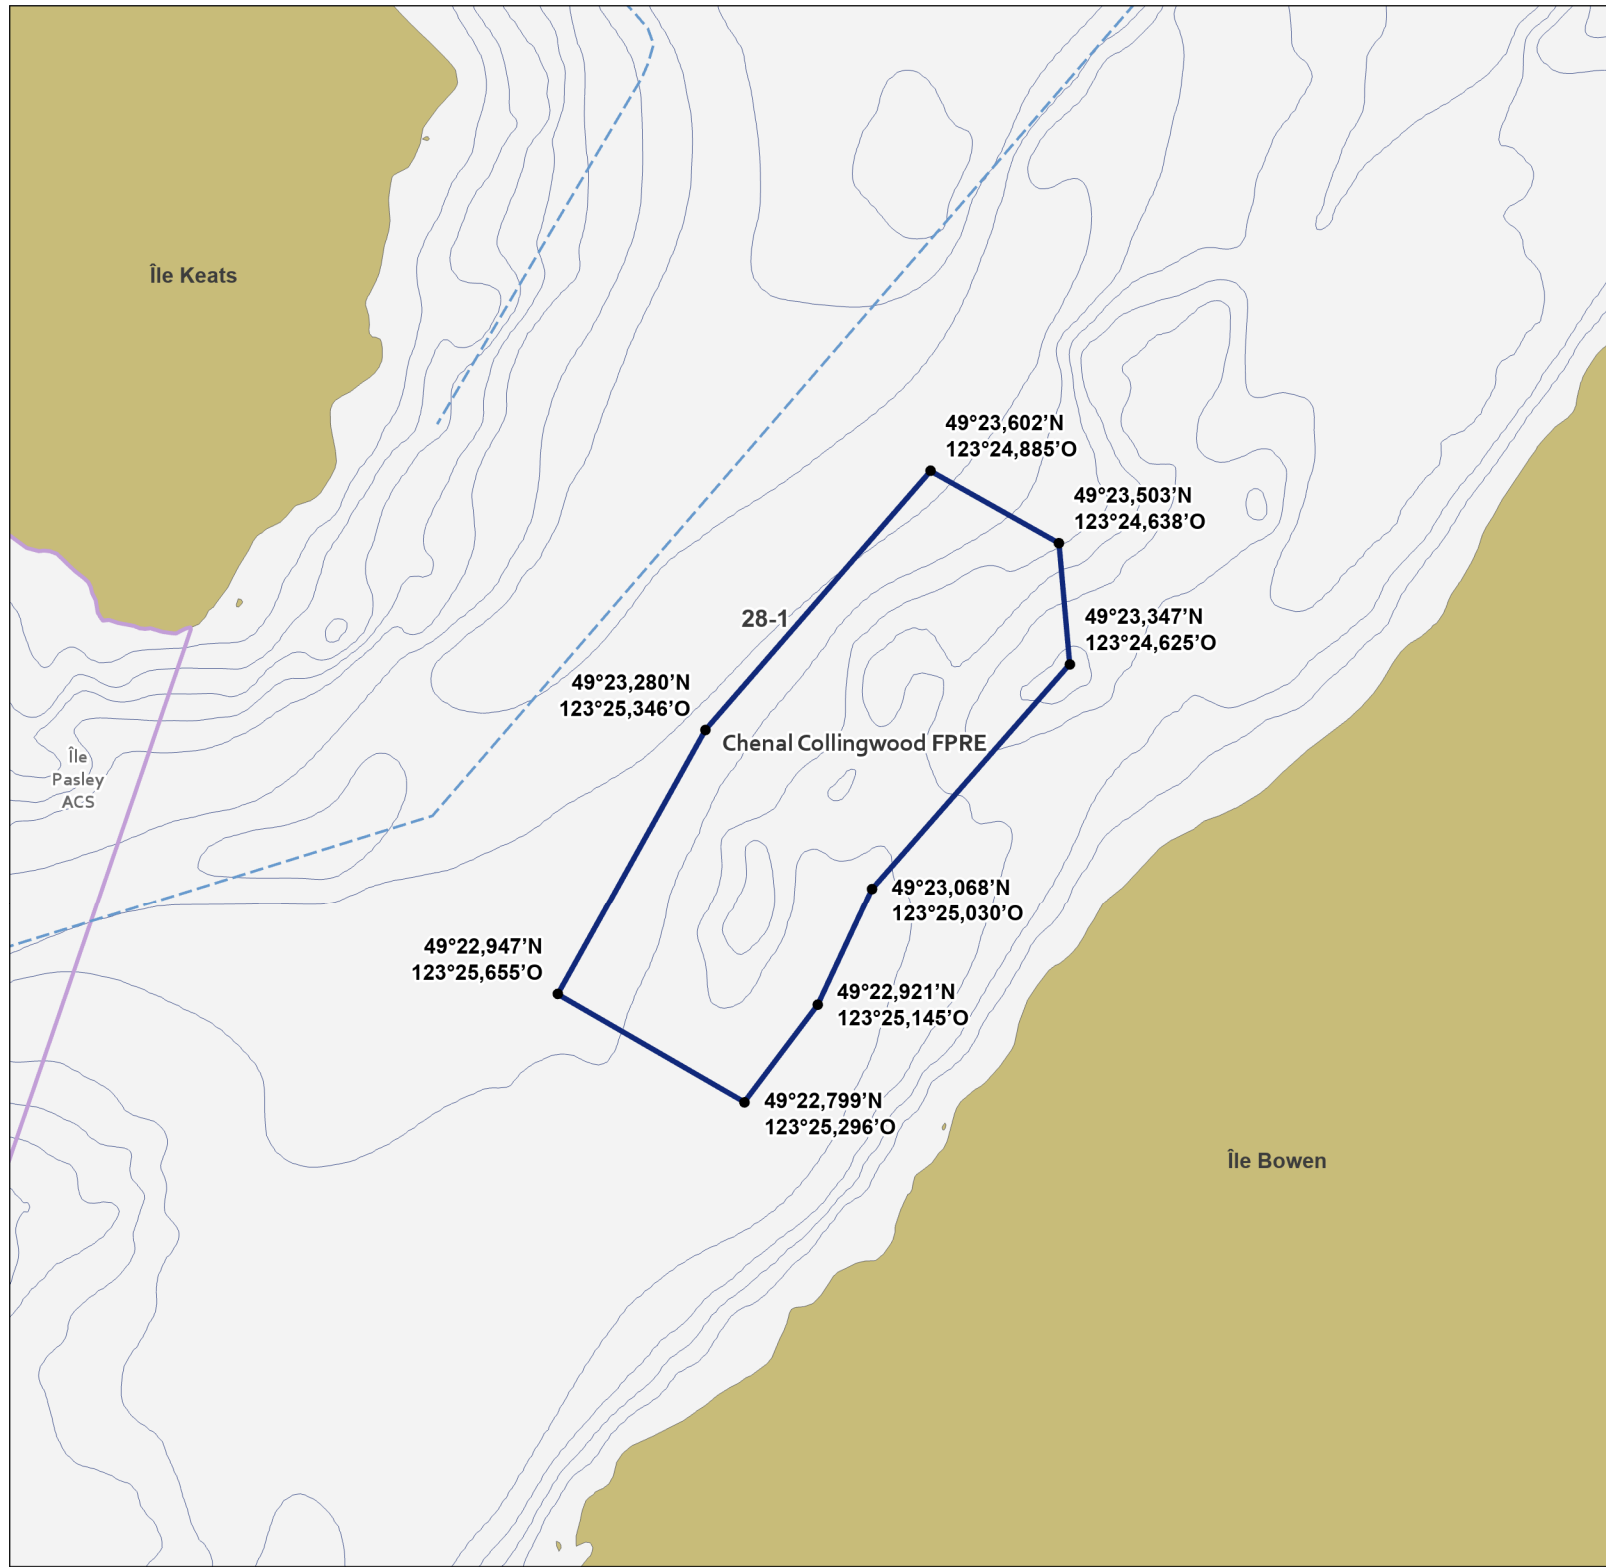 Île Keats
49°23,602’N
123°24,885’O
49°23,503’N
123°24,638’O
28-1
49°23,347’N
123°24,625’O
49°23,280’N
123°25,346’O
Chenal Collingwood FPRE
Île
Pasley
ACS
49°23,068’N
123°25,030’O
49°22,947’N
123°25,655’O
49°22,921’N
123°25,145’O
49°22,799’N
123°25,296’O
Île Bowen